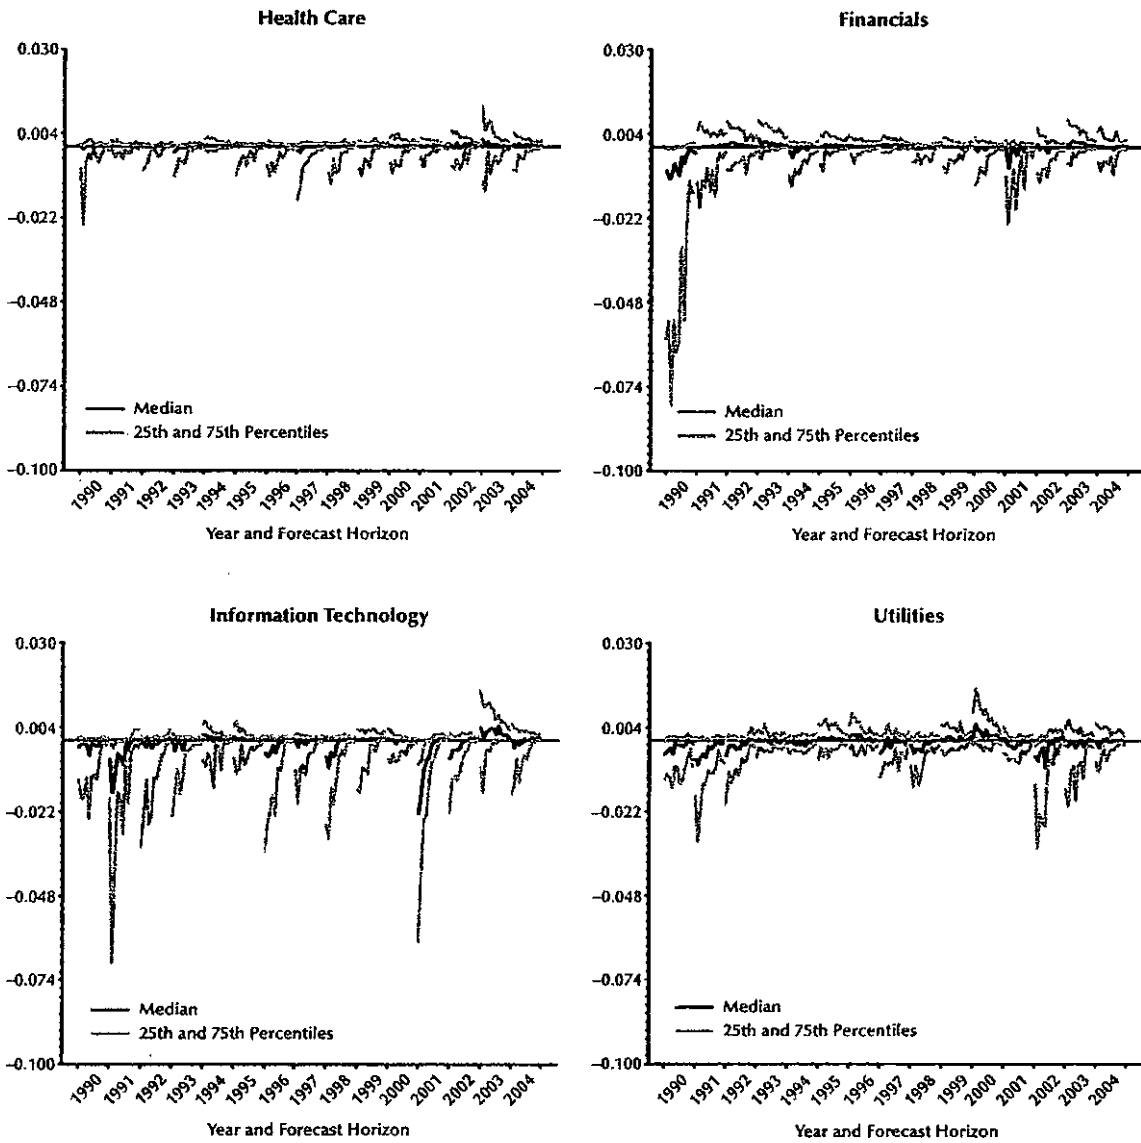 Health Care
0.030
0.004
−0.022
−0.048
−0.074
−0.100
Median
25th and 75th Percentiles
1990 1991 1992 1993 1994 1995 1996 1997 1998 1999 2000 2001 2002 2003 2004
Year and Forecast Horizon
Financials
0.030
0.004
−0.022
−0.048
−0.074
−0.100
Median
25th and 75th Percentiles
1990 1991 1992 1993 1994 1995 1996 1997 1998 1999 2000 2001 2002 2003 2004
Year and Forecast Horizon
Information Technology
0.030
0.004
−0.022
−0.048
−0.074
−0.100
Median
25th and 75th Percentiles
1990 1991 1992 1993 1994 1995 1996 1997 1998 1999 2000 2001 2002 2003 2004
Year and Forecast Horizon
Utilities
0.030
0.004
−0.022
−0.048
−0.074
−0.100
Median
25th and 75th Percentiles
1990 1991 1992 1993 1994 1995 1996 1997 1998 1999 2000 2001 2002 2003 2004
Year and Forecast Horizon